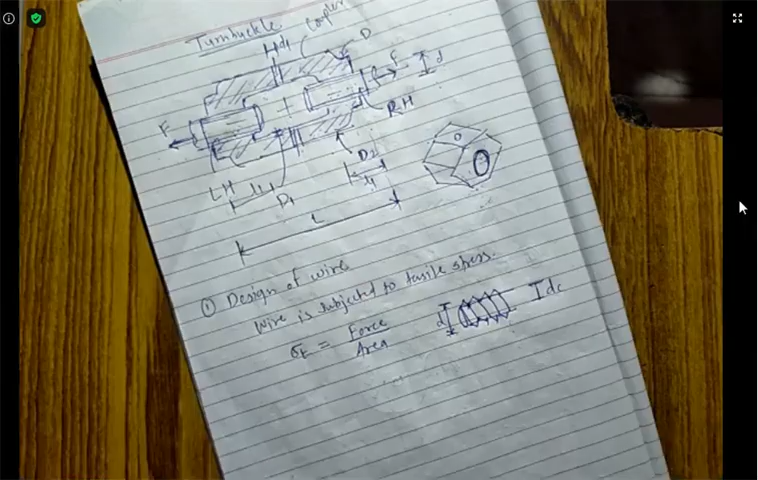 Turnbuckle
d1
Coupler
D
F
d
RH
F
LH
l1
D1
D2
l1
L
① Design of wire
Wire is subjected to tensile stress.
σt = Force
Area
d
dc